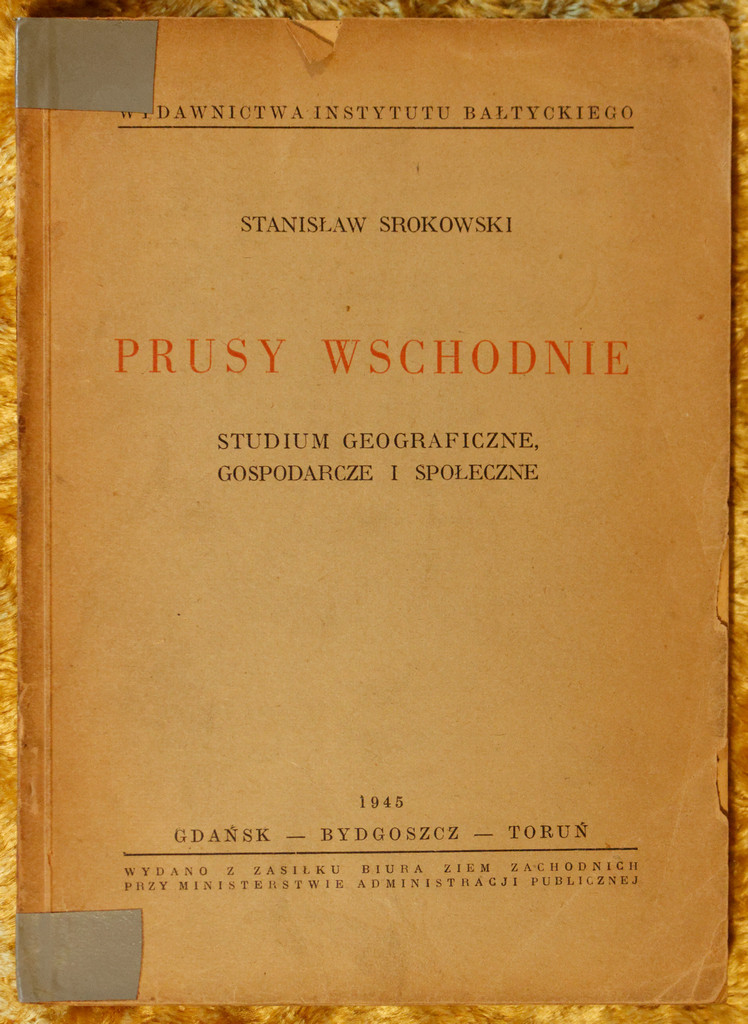 WYDAWNICTWA INSTYTUTU BAŁTYCKIEGO
STANISŁAW SROKOWSKI
PRUSY WSCHODNIE
STUDIUM GEOGRAFICZNE,
GOSPODARCZE I SPOŁECZNE
1945
GDAŃSK — BYDGOSZCZ — TORUŃ
WYDANO Z ZASIŁKU BIURA ZIEM ZACHODNICH
PRZY MINISTERSTWIE ADMINISTRACJI PUBLICZNEJ